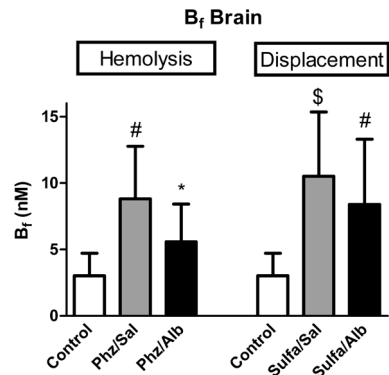 B_f Brain
Hemolysis
Displacement
B_f (nM)
15
10
5
0
#
*
$
#
Control
Phz/Sal
Phz/Alb
Control
Sulfa/Sal
Sulfa/Alb